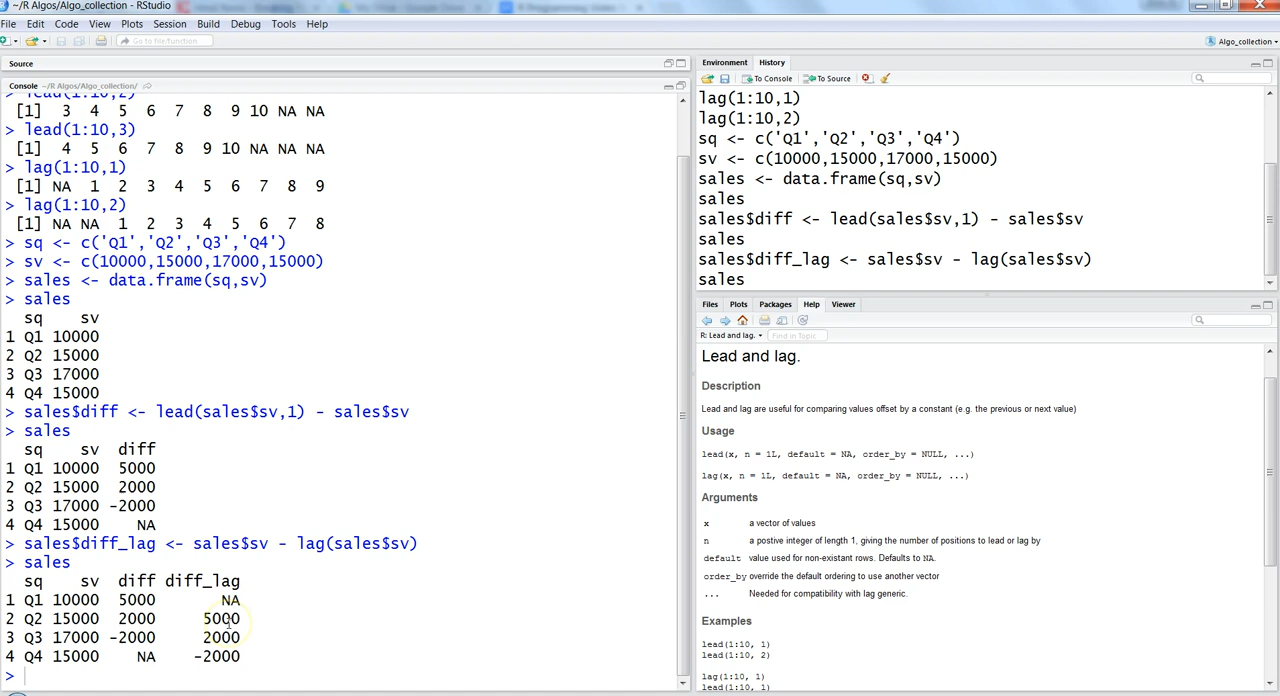 ~/R Algos/Algo_collection - RStudio
File Edit Code View Plots Session Build Debug Tools Help
Go to file/function
Algo_collection
Source
Console ~/R Algos/Algo_collection/
> lead(1:10,2)
[1] 3 4 5 6 7 8 9 10 NA NA
> lead(1:10,3)
[1] 4 5 6 7 8 9 10 NA NA NA
> lag(1:10,1)
[1] NA 1 2 3 4 5 6 7 8 9
> lag(1:10,2)
[1] NA NA 1 2 3 4 5 6 7 8
> sq <- c('Q1','Q2','Q3','Q4')
> sv <- c(10000,15000,17000,15000)
> sales <- data.frame(sq,sv)
> sales
sq sv
1 Q1 10000
2 Q2 15000
3 Q3 17000
4 Q4 15000
> sales$diff <- lead(sales$sv,1) - sales$sv
> sales
sq sv diff
1 Q1 10000 5000
2 Q2 15000 2000
3 Q3 17000 -2000
4 Q4 15000 NA
> sales$diff_lag <- sales$sv - lag(sales$sv)
> sales
sq sv diff diff_lag
1 Q1 10000 5000 NA
2 Q2 15000 2000 5000
3 Q3 17000 -2000 2000
4 Q4 15000 NA -2000
>
Environment History
To Console To Source
lag(1:10,1)
lag(1:10,2)
sq <- c('Q1','Q2','Q3','Q4')
sv <- c(10000,15000,17000,15000)
sales <- data.frame(sq,sv)
sales
sales$diff <- lead(sales$sv,1) - sales$sv
sales
sales$diff_lag <- sales$sv - lag(sales$sv)
sales
Files Plots Packages Help Viewer
R: Lead and lag. Find in Topic
Lead and lag.
Description
Lead and lag are useful for comparing values offset by a constant (e.g. the previous or next value)
Usage
lead(x, n = 1L, default = NA, order_by = NULL, ...)
lag(x, n = 1L, default = NA, order_by = NULL, ...)
Arguments
x a vector of values
n a postive integer of length 1, giving the number of positions to lead or lag by
default value used for non-existant rows. Defaults to NA.
order_by override the default ordering to use another vector
... Needed for compatibility with lag generic.
Examples
lead(1:10, 1)
lead(1:10, 2)
lag(1:10, 1)
lead(1:10, 1)